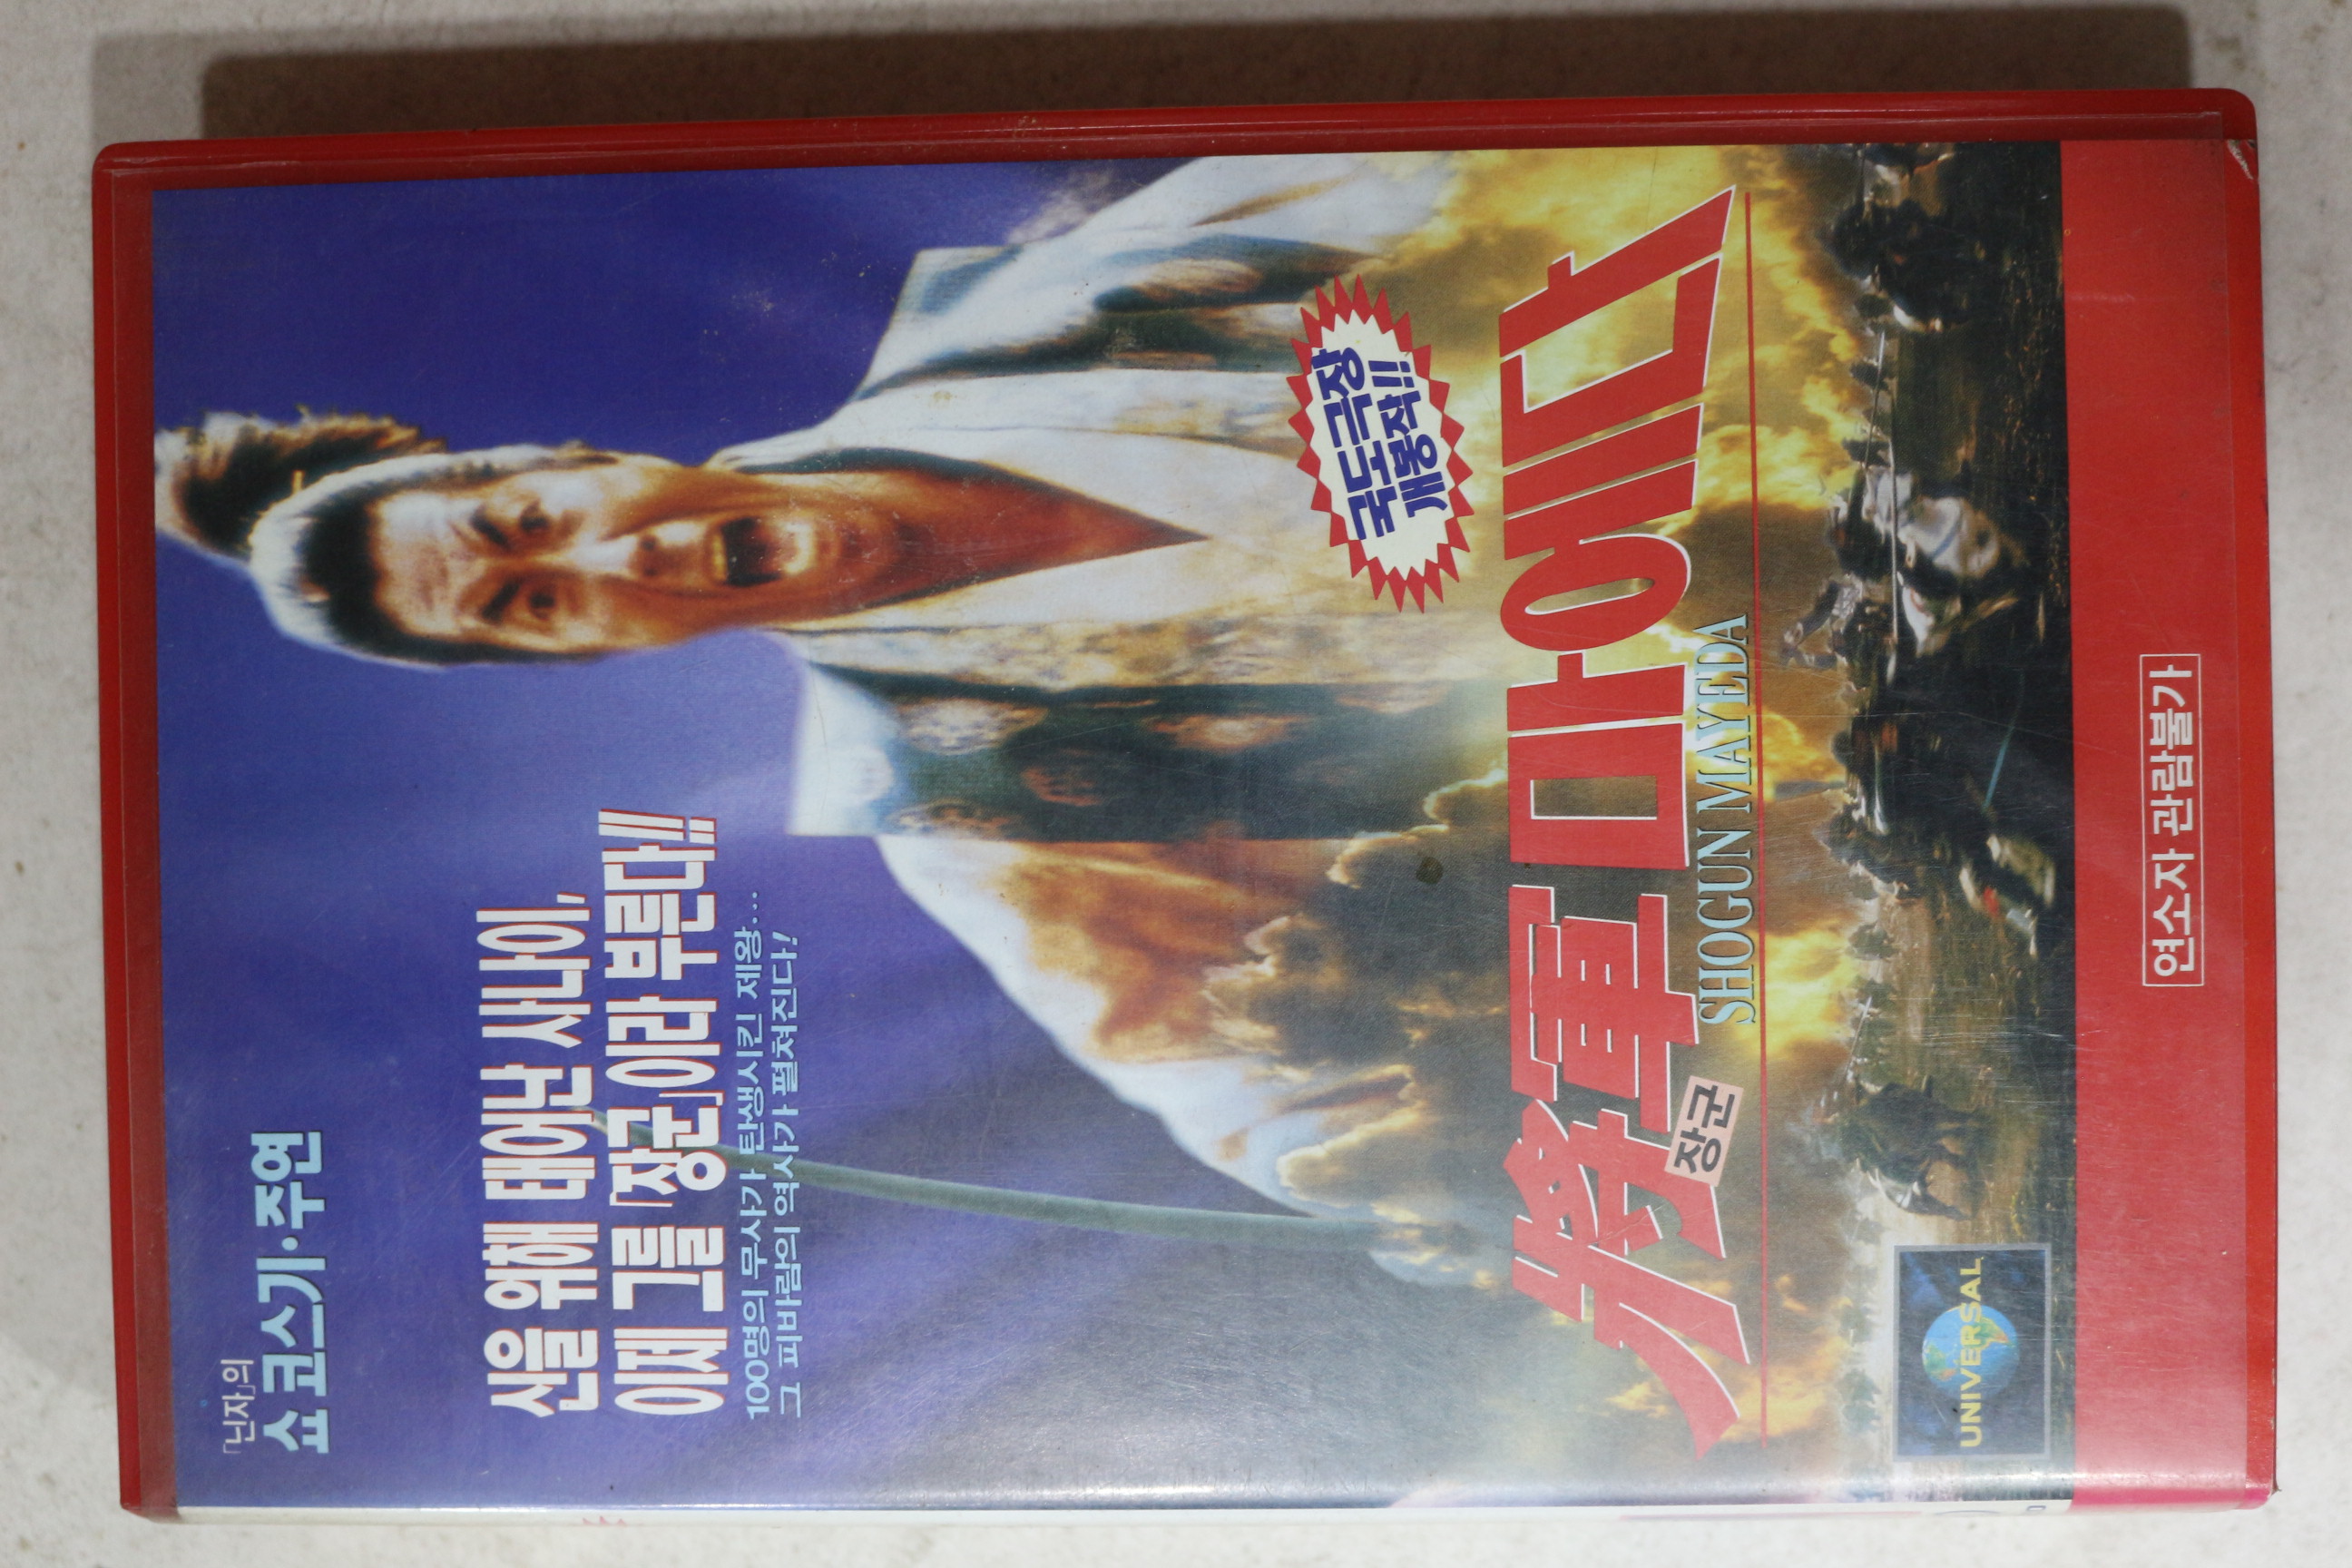 「닌자」의
쇼 코스기·주연
신을 위해 태어난 사나이,
이제 그를 「장군」이라 부른다!!
100명의 무사가 탄생시킨 제왕...
그 피바람의 역사가 펼쳐진다!
국도극장
개봉작!!
將軍 마에다
장군
SHOGUN MAYEDA
UNIVERSAL
연소자 관람불가